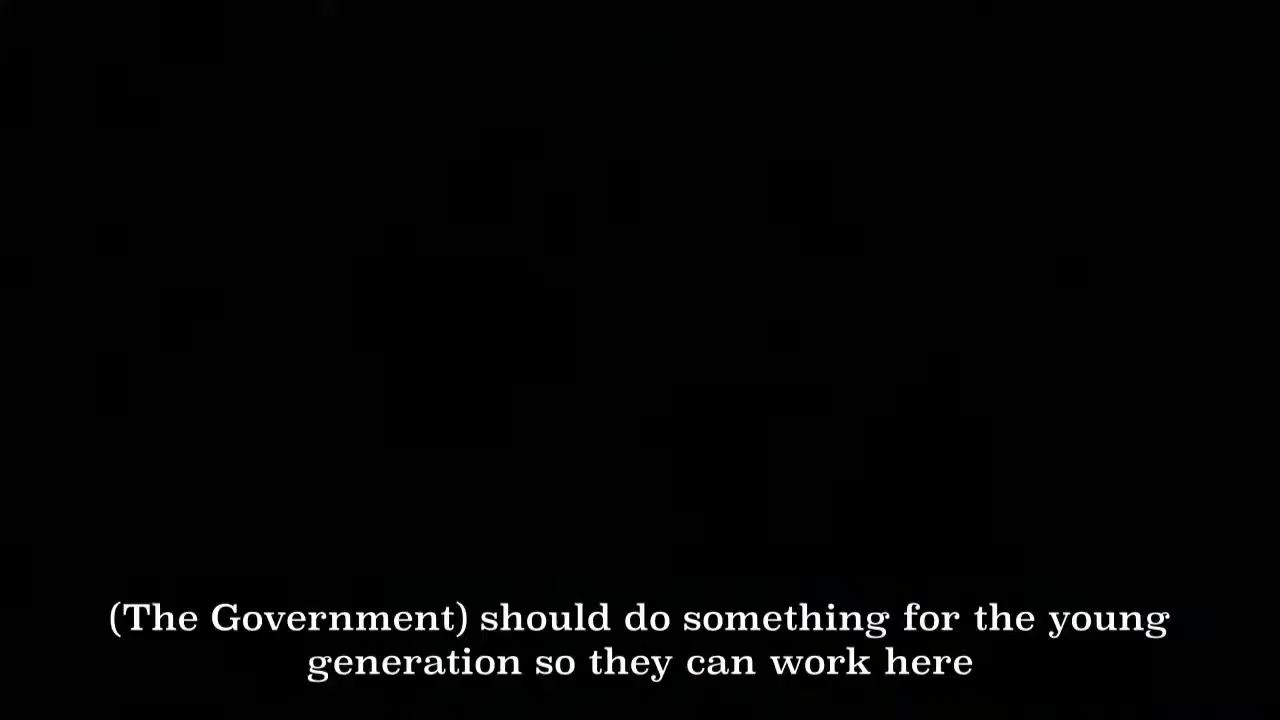 (The Government) should do something for the young
generation so they can work here